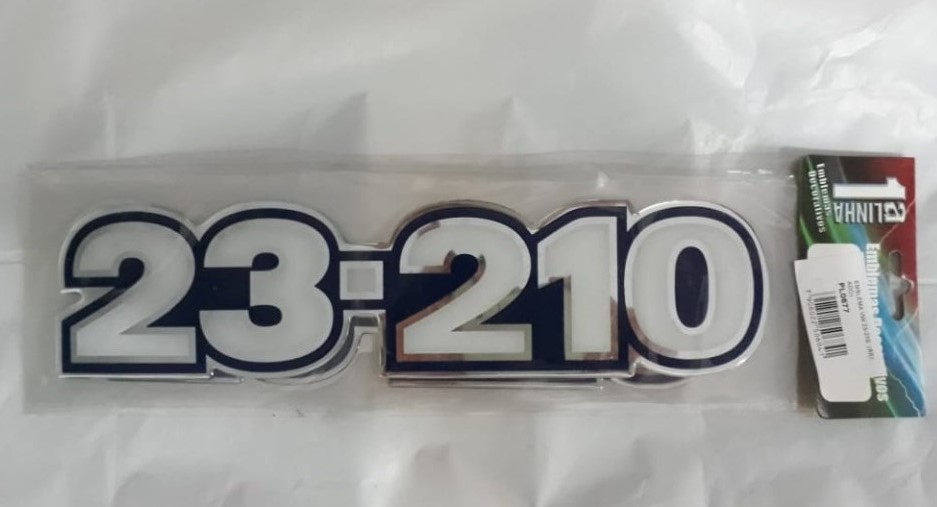 23·210
1a
LINHA
Emblemas
Decorativos
PL0677